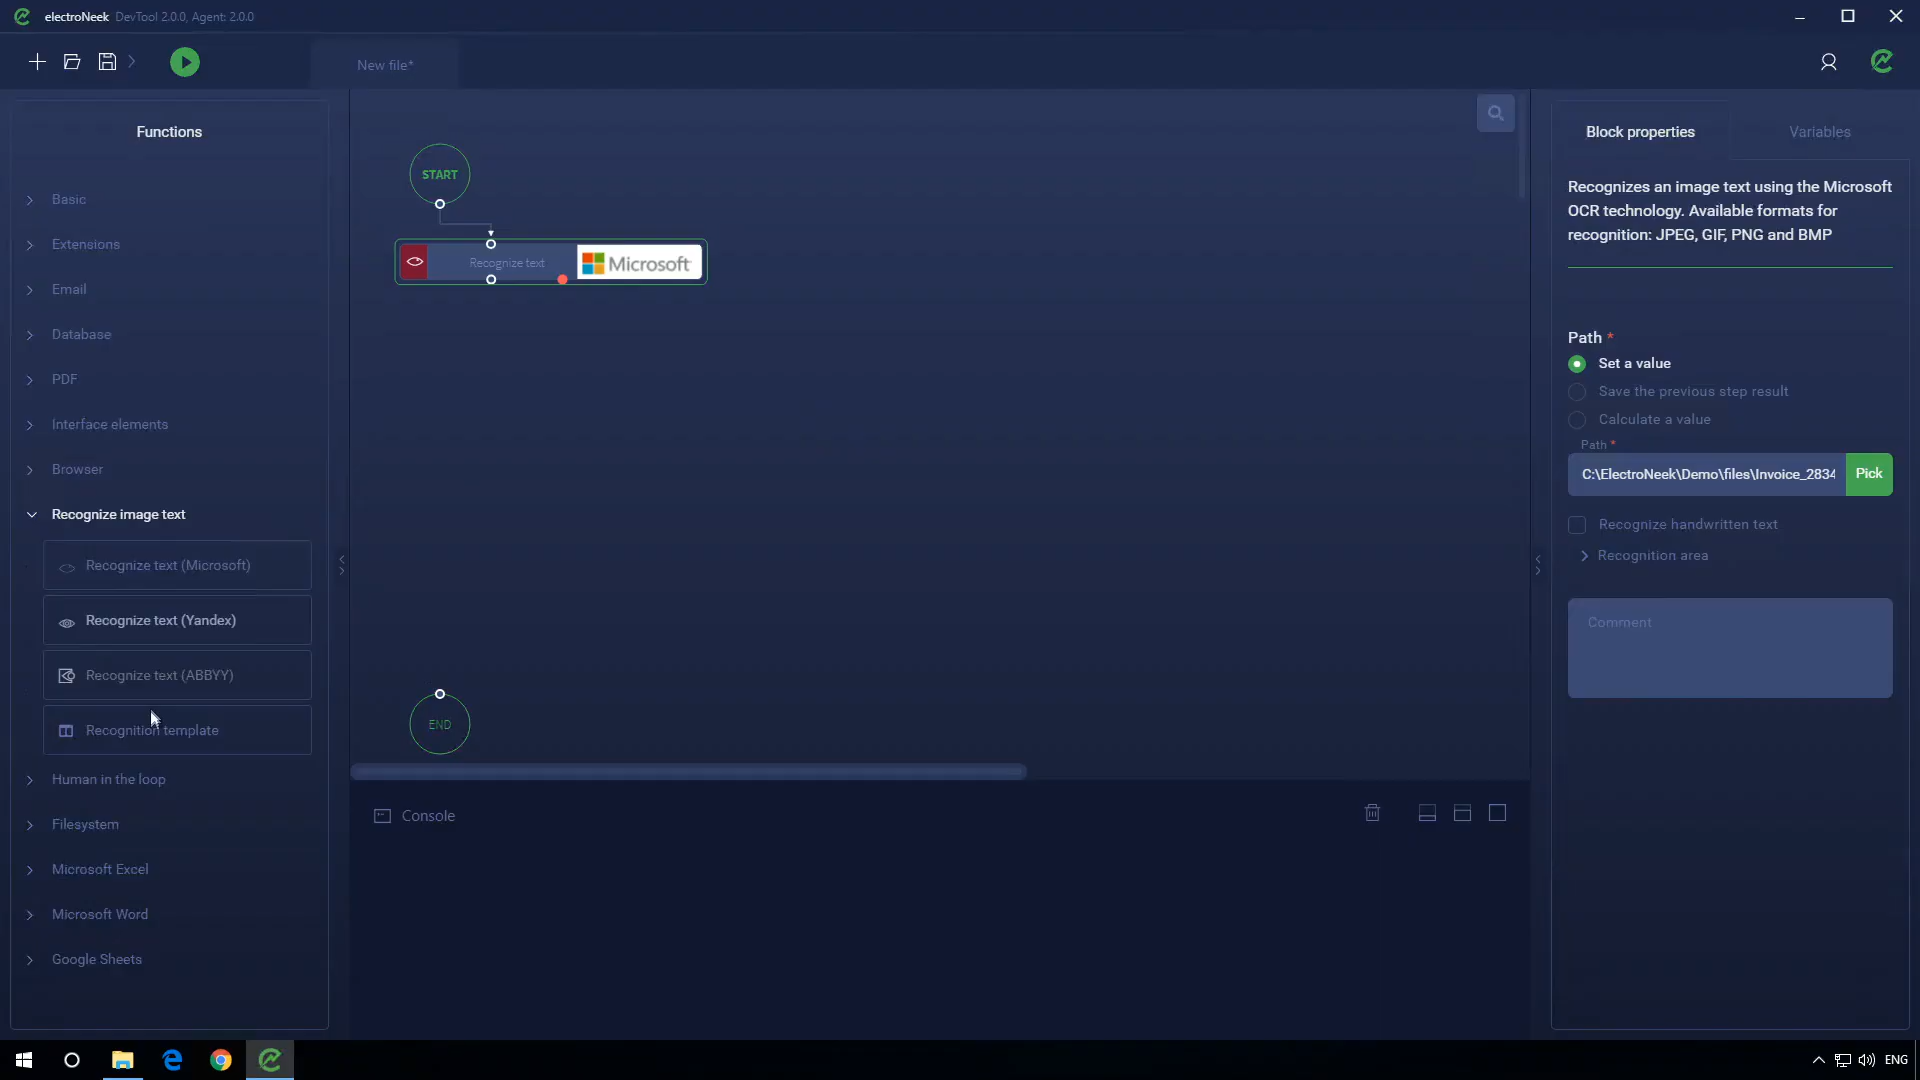 electroNeek DevTool 2.0.0, Agent: 2.0.0
New file*
Functions
Basic
Extensions
Email
Database
PDF
Interface elements
Browser
Recognize image text
Recognize text (Microsoft)
Recognize text (Yandex)
Recognize text (ABBYY)
Recognition template
Human in the loop
Filesystem
Microsoft Excel
Microsoft Word
Google Sheets
START
Recognize text
Microsoft
END
Console
Block properties
Variables
Recognizes an image text using the Microsoft
OCR technology. Available formats for
recognition: JPEG, GIF, PNG and BMP
Path *
Set a value
Save the previous step result
Calculate a value
Path *
C:\ElectroNeek\Demo\files\Invoice_2834
Pick
Recognize handwritten text
Recognition area
Comment
ENG